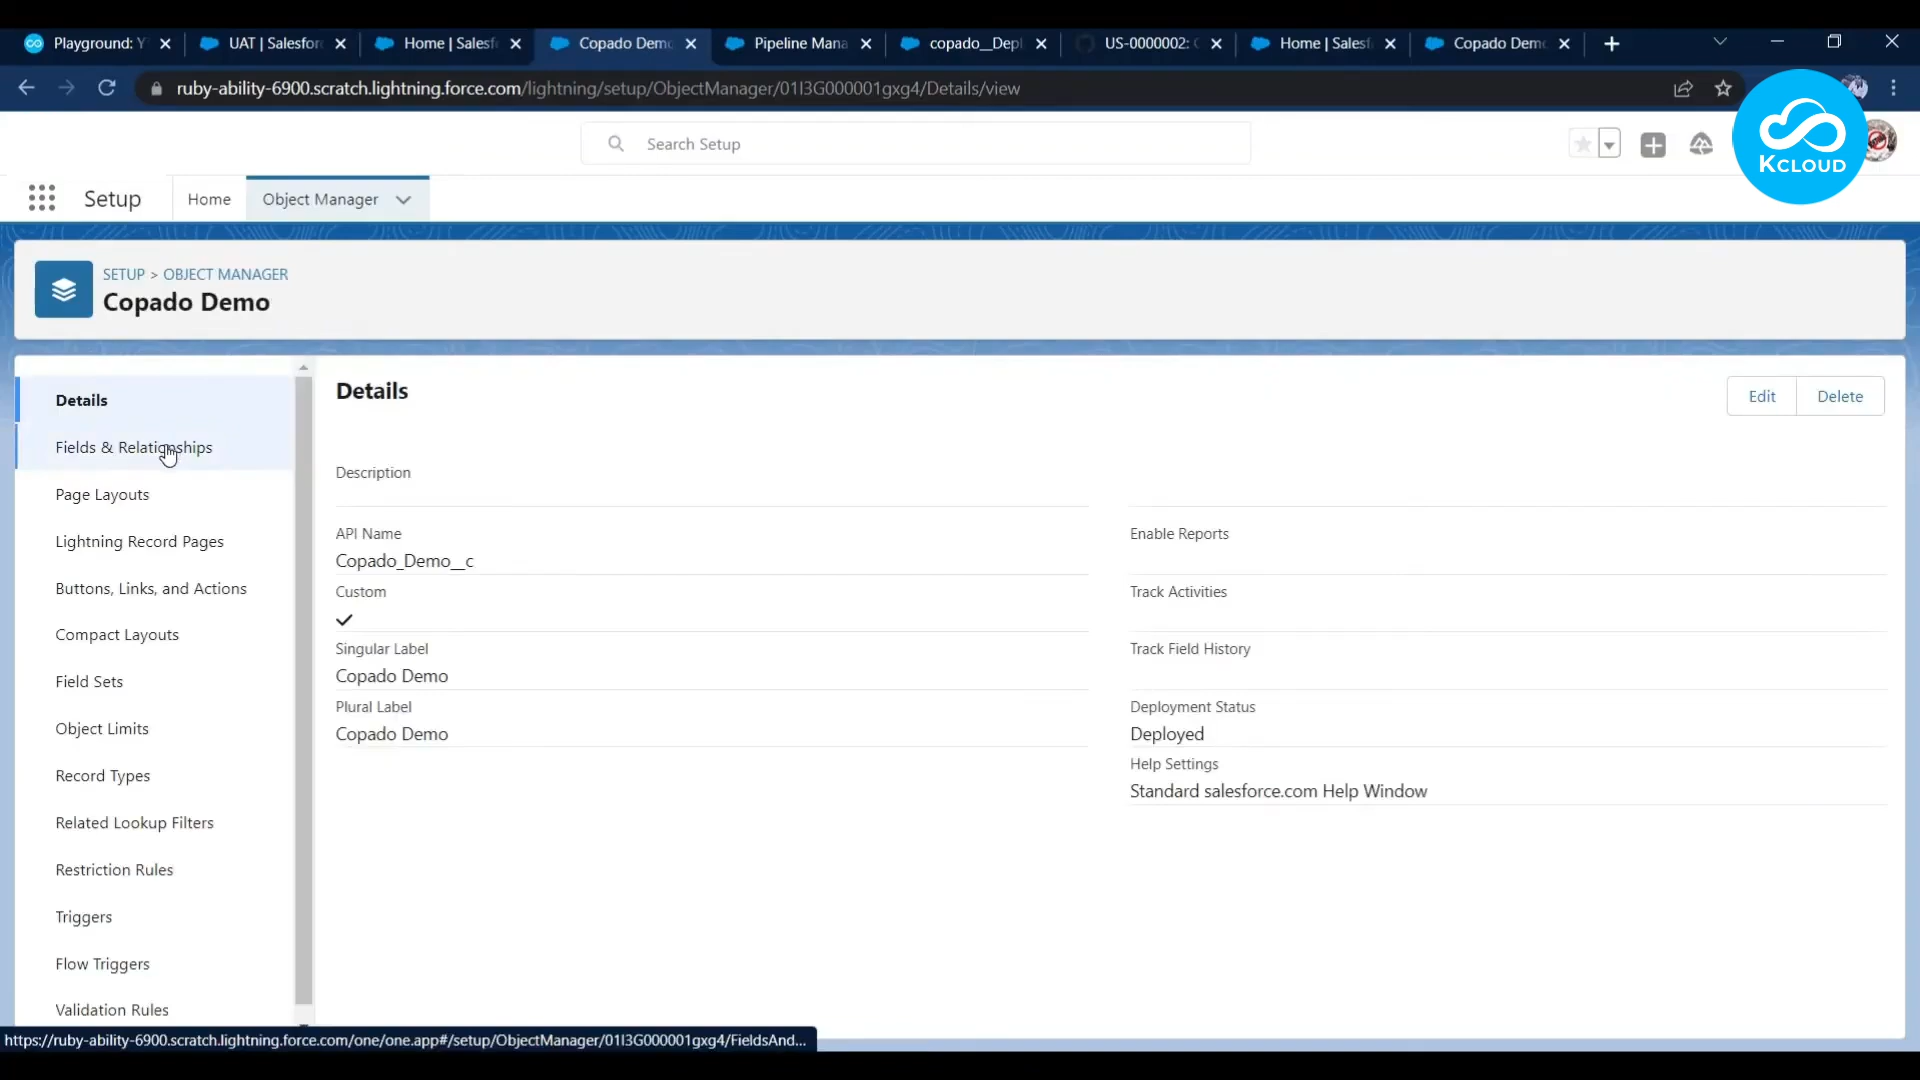 Playground: Y
UAT | Salesforc
Home | Salesf
Copado Demo
Pipeline Mana
copado__Depl
US-0000002: C
Home | Salesf
Copado Demo
ruby-ability-6900.scratch.lightning.force.com/lightning/setup/ObjectManager/01I3G000001gxg4/Details/view
Search Setup
KCLOUD
Setup
Home
Object Manager
SETUP > OBJECT MANAGER
Copado Demo
Details
Fields & Relationships
Page Layouts
Lightning Record Pages
Buttons, Links, and Actions
Compact Layouts
Field Sets
Object Limits
Record Types
Related Lookup Filters
Restriction Rules
Triggers
Flow Triggers
Validation Rules
Details
Edit
Delete
Description
API Name
Copado_Demo__c
Custom
Singular Label
Copado Demo
Plural Label
Copado Demo
Enable Reports
Track Activities
Track Field History
Deployment Status
Deployed
Help Settings
Standard salesforce.com Help Window
https://ruby-ability-6900.scratch.lightning.force.com/one/one.app#/setup/ObjectManager/01I3G000001gxg4/FieldsAnd...